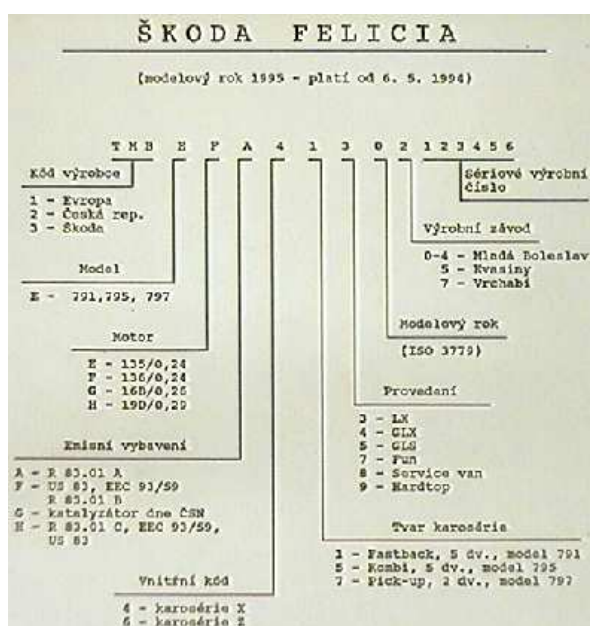 ŠKODA FELICIA
(modelový rok 1995 - platí od 6. 5. 1994)
T M B E F A 4 1 3 0 2 1 2 3 4 5 6
Kód výrobce
1 - Evropa
2 - Česká rep.
3 - Škoda
Sériové výrobní
číslo
Výrobní závod
0-4 - Mladá Boleslav
5 - Kvasiny
7 - Vrchabí
Model
E - 791,795, 797
Modelový rok
(ISO 3779)
Motor
E - 135/0,24
F - 136/0,24
G - 16B/0,26
H - 19D/0,29
Provedaní
3 - LX
4 - GLX
5 - GLS
7 - Fun
8 - Service van
9 - Hardtop
Emisní vybavení
A - R 83.01 A
F - US 83, EEC 93/59
R 83.01 B
G - katalyzátor dne ČSN
H - R 83.01 C, EEC 93/59,
US 83
Tvar karosérie
1 - Fastback, 5 dv., model 791
5 - Kombi, 5 dv., model 795
7 - Pick-up, 2 dv., model 797
Vnitřní kód
4 - karosérie X
6 - karosérie Z